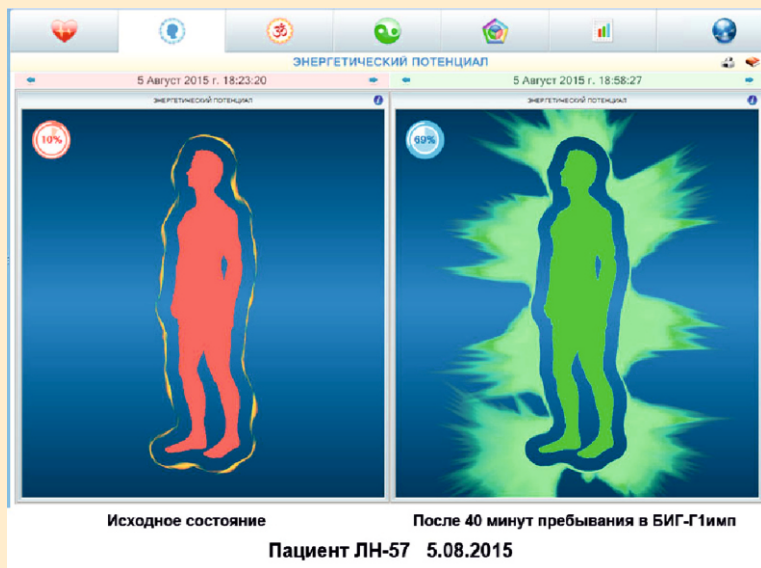 ЭНЕРГЕТИЧЕСКИЙ ПОТЕНЦИАЛ
5 Август 2015 г. 18:23:20
5 Август 2015 г. 18:58:27
ЭНЕРГЕТИЧЕСКИЙ ПОТЕНЦИАЛ
ЭНЕРГЕТИЧЕСКИЙ ПОТЕНЦИАЛ
10%
69%
Исходное состояние
После 40 минут пребывания в БИГ-Г1имп
Пациент ЛН-57 5.08.2015